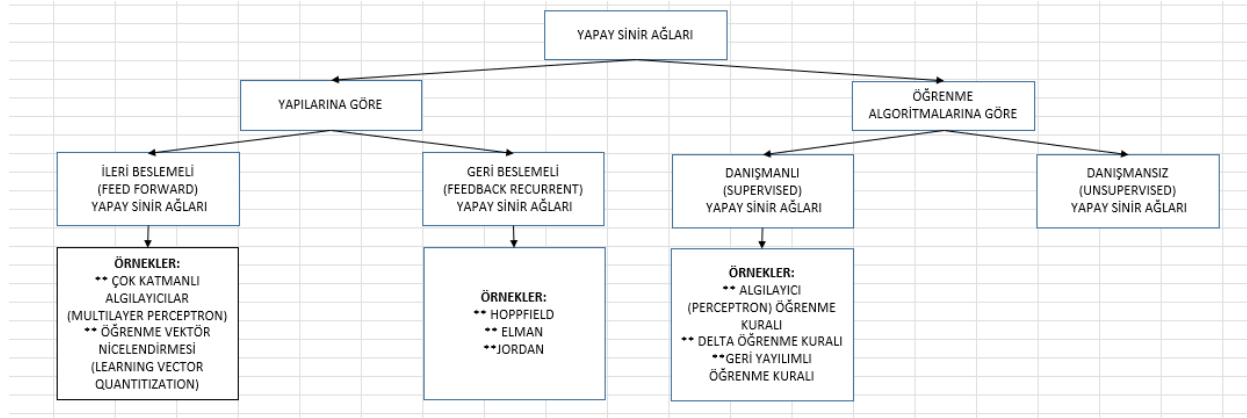 YAPAY SİNİR AĞLARI
YAPILARINA GÖRE
ÖĞRENME
ALGORİTMALARINA GÖRE
İLERİ BESLEMELİ
(FEED FORWARD)
YAPAY SİNİR AĞLARI
GERİ BESLEMELİ
(FEEDBACK RECURRENT)
YAPAY SİNİR AĞLARI
DANIŞMANLI
(SUPERVISED)
YAPAY SİNİR AĞLARI
DANIŞMANSIZ
(UNSUPERVISED)
YAPAY SİNİR AĞLARI
ÖRNEKLER:
** ÇOK KATMANLI
ALGILAYICILAR
(MULTILAYER PERCEPTRON)
** ÖĞRENME VEKTÖR
NİCELENDİRMESİ
(LEARNING VECTOR
QUANTITIZATION)
ÖRNEKLER:
** HOPPFIELD
** ELMAN
**JORDAN
ÖRNEKLER:
** ALGILAYICI
(PERCEPTRON) ÖĞRENME
KURALI
** DELTA ÖĞRENME KURALI
**GERİ YAYILIMLI
ÖĞRENME KURALI